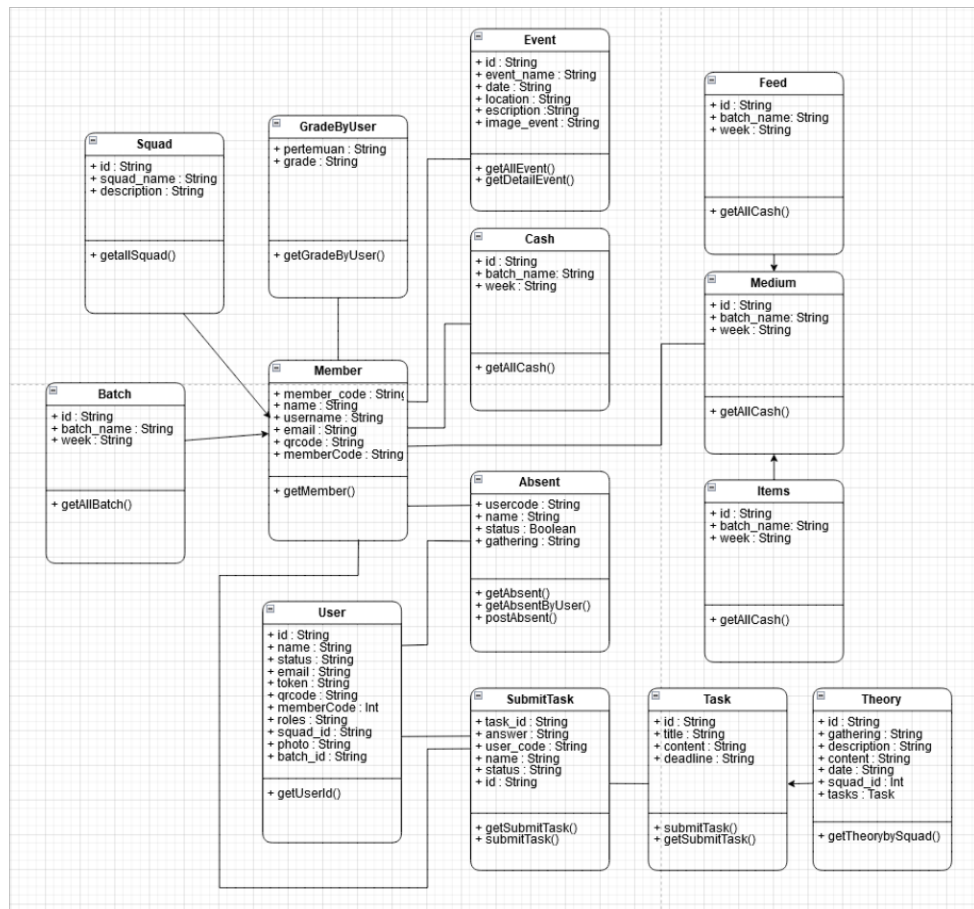 Event
+ id : String
+ event_name : String
+ date : String
+ location : String
+ escription : String
+ image_event : String
+ getAllEvent()
+ getDetailEvent()
Feed
+ id : String
+ batch_name: String
+ week : String
+ getAllCash()
GradeByUser
+ pertemuan : String
+ grade : String
+ getGradeByUser()
Squad
+ id : String
+ squad_name : String
+ description : String
+ getallSquad()
Cash
+ id : String
+ batch_name: String
+ week : String
+ getAllCash()
Medium
+ id : String
+ batch_name: String
+ week : String
+ getAllCash()
Member
+ member_code : String
+ name : String
+ username : String
+ email : String
+ qrcode : String
+ memberCode : String
+ getMember()
Batch
+ id : String
+ batch_name : String
+ week : String
+ getAllBatch()
Absent
+ usercode : String
+ name : String
+ status : Boolean
+ gathering : String
+ getAbsent()
+ getAbsentByUser()
+ postAbsent()
Items
+ id : String
+ batch_name: String
+ week : String
+ getAllCash()
User
+ id : String
+ name : String
+ status : String
+ email : String
+ token : String
+ qrcode : String
+ memberCode : Int
+ roles : String
+ squad_id : String
+ photo : String
+ batch_id : String
+ getUserId()
SubmitTask
+ task_id : String
+ answer : String
+ user_code : String
+ name : String
+ status : String
+ id : String
+ getSubmitTask()
+ submitTask()
Task
+ id : String
+ title : String
+ content : String
+ deadline : String
+ submitTask()
+ getSubmitTask()
Theory
+ id : String
+ gathering : String
+ description : String
+ content : String
+ date : String
+ squad_id : Int
+ tasks : Task
+ getTheorybySquad()